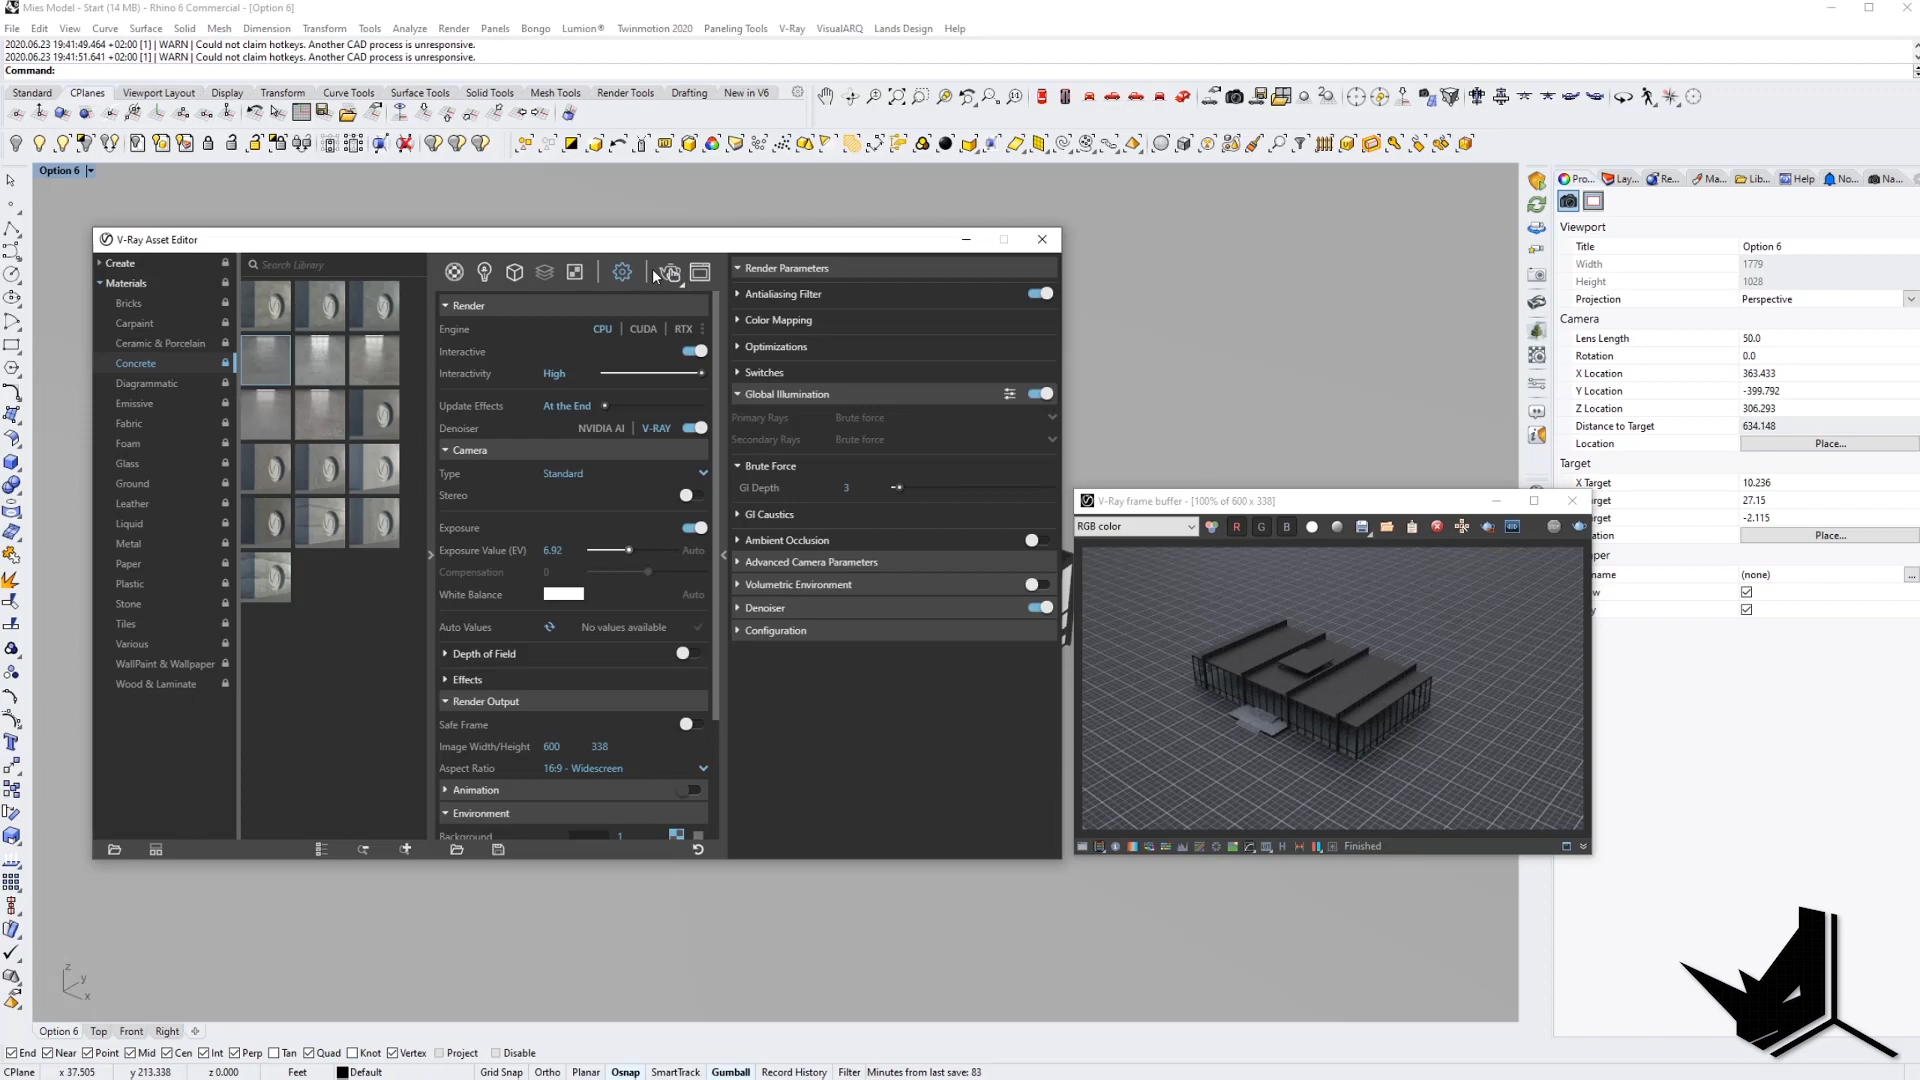 Mies Model - Start (14 MB) - Rhino 6 Commercial - [Option 6]
File Edit View Curve Surface Solid Mesh Dimension Transform Tools Analyze Render Panels Bongo Lumion® Twinmotion 2020 Paneling Tools V-Ray VisualARQ Lands Design Help
2020.06.23 19:41:49.464 +02:00 [1] | WARN | Could not claim hotkeys. Another CAD process is unresponsive.
2020.06.23 19:41:51.641 +02:00 [1] | WARN | Could not claim hotkeys. Another CAD process is unresponsive.
Command:
Standard CPlanes Viewport Layout Display Transform Curve Tools Surface Tools Solid Tools Mesh Tools Render Tools Drafting New in V6
Option 6
Pro... Lay... Re... Ma... Lib... Help No... Na...
Viewport
Title Option 6
Width 1779
Height 1028
Projection Perspective
Camera
Lens Length 50.0
Rotation 0.0
X Location 363.433
Y Location -399.792
Z Location 306.293
Distance to Target 634.148
Location Place...
Target
X Target 10.236
Target 27.15
Target -2.115
Place...
(none)
...
V-Ray Asset Editor
Create
Materials
Bricks
Carpaint
Ceramic & Porcelain
Concrete
Diagrammatic
Emissive
Fabric
Foam
Glass
Ground
Leather
Liquid
Metal
Paper
Plastic
Stone
Tiles
Various
WallPaint & Wallpaper
Wood & Laminate
Search Library
Render
Engine CPU | CUDA | RTX
Interactive
Interactivity High
Update Effects At the End
Denoiser NVIDIA AI | V-RAY
Camera
Type Standard
Stereo
Exposure
Exposure Value (EV) 6.92 Auto
Compensation 0
White Balance Auto
Auto Values No values available
Depth of Field
Effects
Render Output
Safe Frame
Image Width/Height 600 338
Aspect Ratio 16:9 - Widescreen
Animation
Environment
Background 1
Render Parameters
Antialiasing Filter
Color Mapping
Optimizations
Switches
Global Illumination
Primary Rays Brute force
Secondary Rays Brute force
Brute Force
GI Depth 3
GI Caustics
Ambient Occlusion
Advanced Camera Parameters
Volumetric Environment
Denoiser
Configuration
V-Ray frame buffer - [100% of 600 x 338]
RGB color R G B
H Finished
z
y
x
Option 6 Top Front Right
End Near Point Mid Cen Int Perp Tan Quad Knot Vertex Project Disable
CPlane x 37.505 y 213.338 z 0.000 Feet Default Grid Snap Ortho Planar Osnap SmartTrack Gumball Record History Filter Minutes from last save: 83